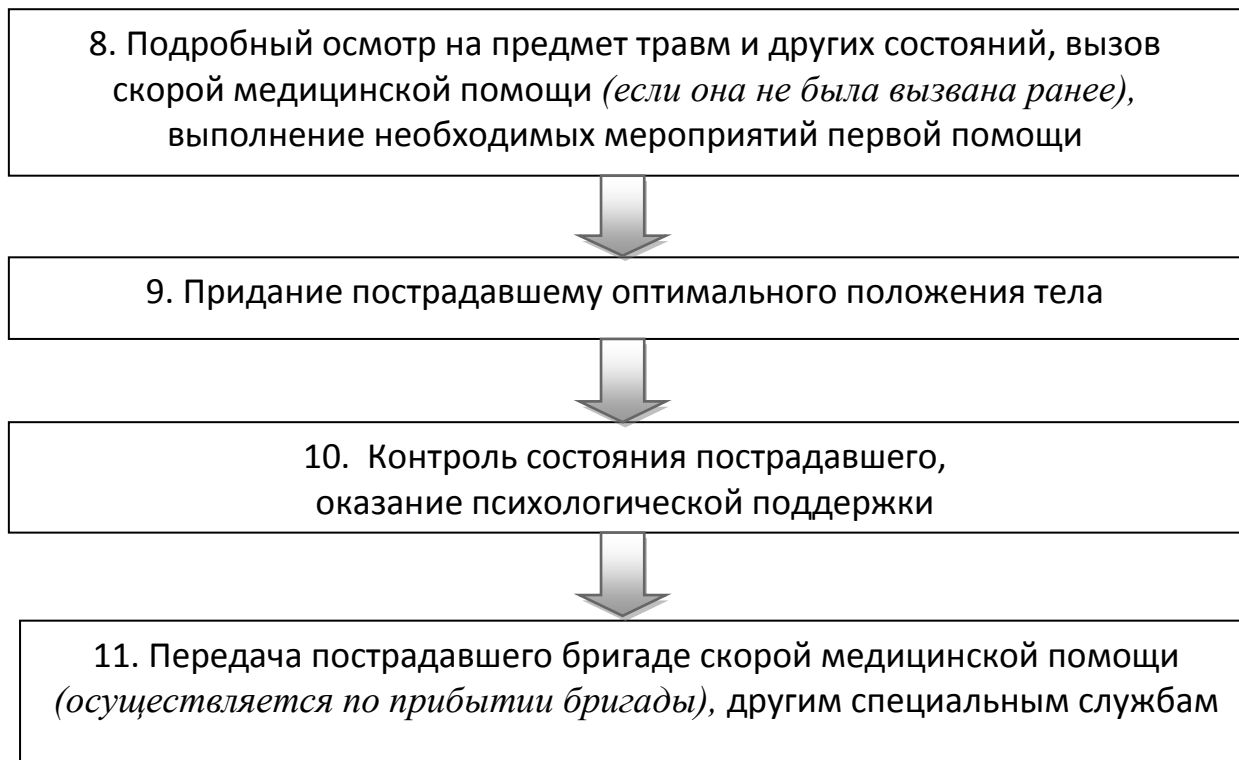 8. Подробный осмотр на предмет травм и других состояний, вызов
скорой медицинской помощи (если она не была вызвана ранее),
выполнение необходимых мероприятий первой помощи
9. Придание пострадавшему оптимального положения тела
10. Контроль состояния пострадавшего,
оказание психологической поддержки
11. Передача пострадавшего бригаде скорой медицинской помощи
(осуществляется по прибытии бригады), другим специальным службам